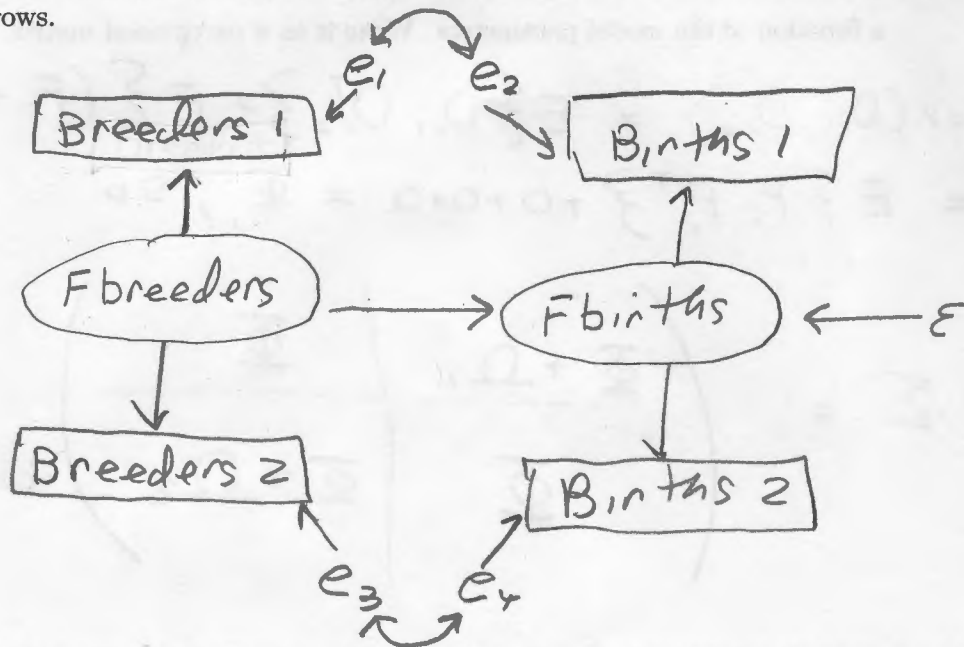 rows.
e1 e2
Breeders 1 Births 1
Fbreeders Fbirths ε
Breeders 2 Births 2
e3 e4